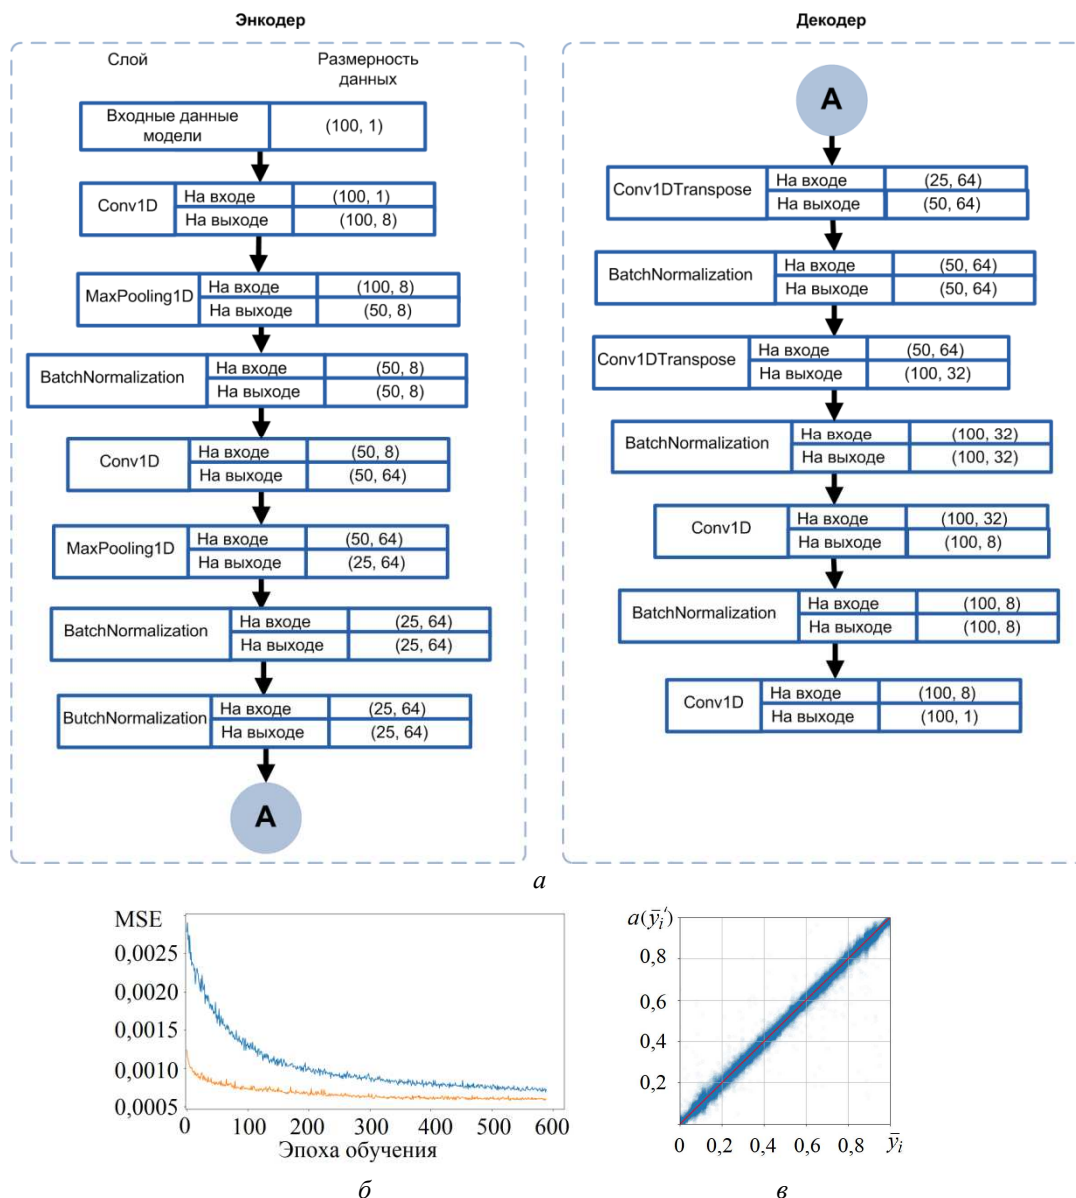 Энкодер
Слой
Размерность
данных
Входные данные
модели
(100, 1)
Conv1D
На входе
(100, 1)
На выходе
(100, 8)
MaxPooling1D
На входе
(100, 8)
На выходе
(50, 8)
BatchNormalization
На входе
(50, 8)
На выходе
(50, 8)
Conv1D
На входе
(50, 8)
На выходе
(50, 64)
MaxPooling1D
На входе
(50, 64)
На выходе
(25, 64)
BatchNormalization
На входе
(25, 64)
На выходе
(25, 64)
ButchNormalization
На входе
(25, 64)
На выходе
(25, 64)
A
Декодер
A
Conv1DTranspose
На входе
(25, 64)
На выходе
(50, 64)
BatchNormalization
На входе
(50, 64)
На выходе
(50, 64)
Conv1DTranspose
На входе
(50, 64)
На выходе
(100, 32)
BatchNormalization
На входе
(100, 32)
На выходе
(100, 32)
Conv1D
На входе
(100, 32)
На выходе
(100, 8)
BatchNormalization
На входе
(100, 8)
На выходе
(100, 8)
Conv1D
На входе
(100, 8)
На выходе
(100, 1)
а
MSE
0,0025
0,0020
0,0015
0,0010
0,0005
0 100 200 300 400 500 600
Эпоха обучения
б
a(ȳᵢ′)
0,8
0,6
0,4
0,2
0 0,2 0,4 0,6 0,8 ȳᵢ
в